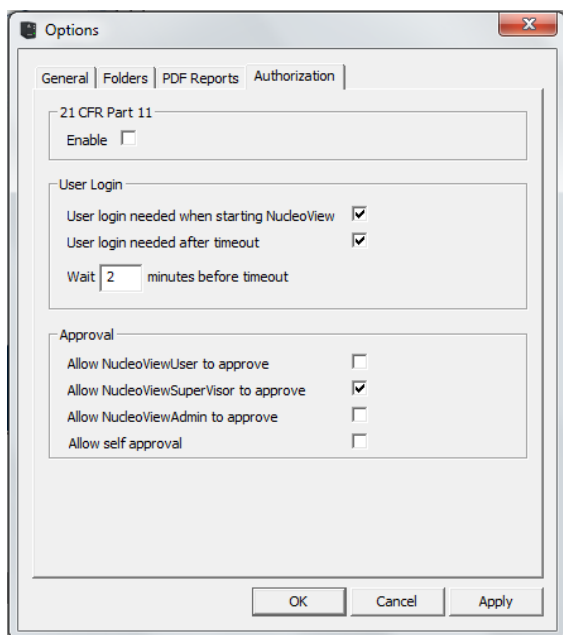 Options
General Folders PDF Reports Authorization
21 CFR Part 11
Enable
User Login
User login needed when starting NucleoView
User login needed after timeout
Wait 2 minutes before timeout
Approval
Allow NucleoViewUser to approve
Allow NucleoViewSuperVisor to approve
Allow NucleoViewAdmin to approve
Allow self approval
OK Cancel Apply